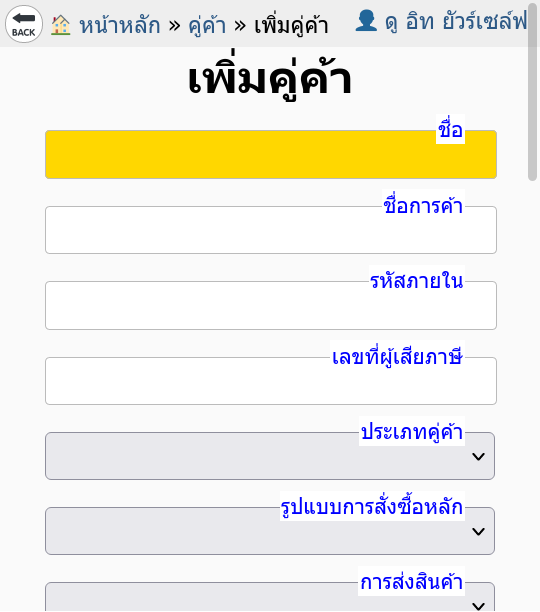 BACK หน้าหลัก » คู่ค้า » เพิ่มคู่ค้า ดู อิท ยัวร์เซล์ฟ
เพิ่มคู่ค้า
ชื่อ
ชื่อการค้า
รหัสภายใน
เลขที่ผู้เสียภาษี
ประเภทคู่ค้า
รูปแบบการสั่งซื้อหลัก
การส่งสินค้า